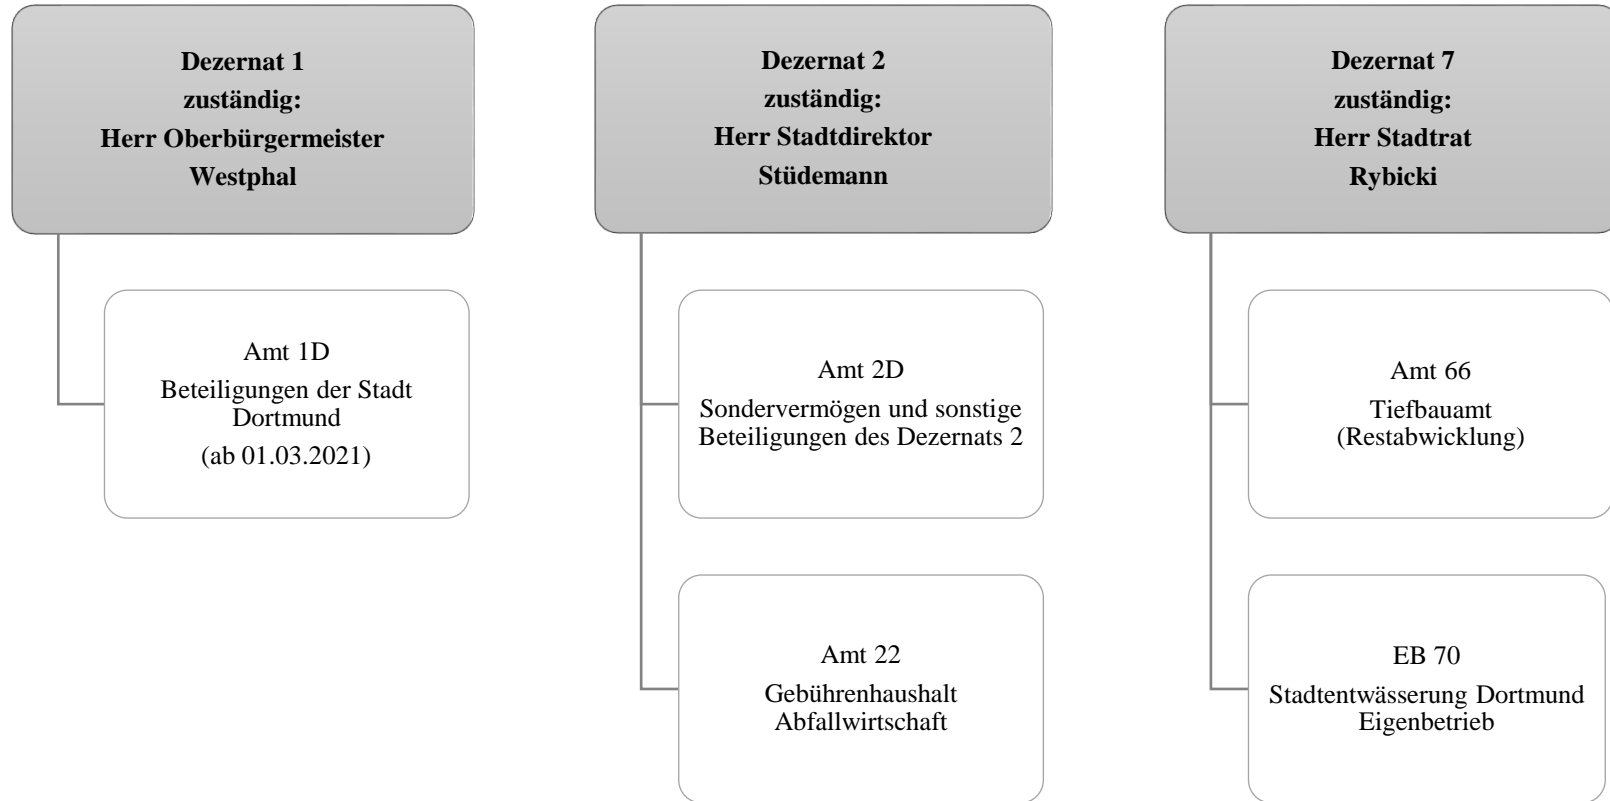 Dezernat 1
zuständig:
Herr Oberbürgermeister
Westphal
Amt 1D
Beteiligungen der Stadt
Dortmund
(ab 01.03.2021)
Dezernat 2
zuständig:
Herr Stadtdirektor
Stüdemann
Amt 2D
Sondervermögen und sonstige
Beteiligungen des Dezernats 2
Amt 22
Gebührenhaushalt
Abfallwirtschaft
Dezernat 7
zuständig:
Herr Stadtrat
Rybicki
Amt 66
Tiefbauamt
(Restabwicklung)
EB 70
Stadtentwässerung Dortmund
Eigenbetrieb